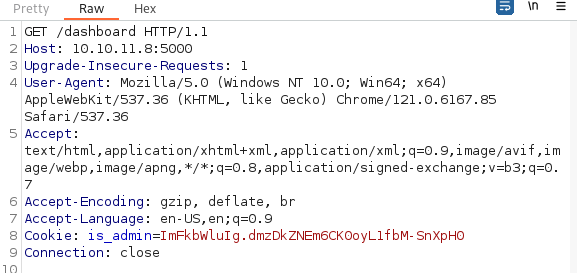 Pretty Raw Hex \n
1 GET /dashboard HTTP/1.1
2 Host: 10.10.11.8:5000
3 Upgrade-Insecure-Requests: 1
4 User-Agent: Mozilla/5.0 (Windows NT 10.0; Win64; x64)
AppleWebKit/537.36 (KHTML, like Gecko) Chrome/121.0.6167.85
Safari/537.36
5 Accept:
text/html,application/xhtml+xml,application/xml;q=0.9,image/avif,im
age/webp,image/apng,*/*;q=0.8,application/signed-exchange;v=b3;q=0.
7
6 Accept-Encoding: gzip, deflate, br
7 Accept-Language: en-US,en;q=0.9
8 Cookie: is_admin=ImFkbWluIg.dmzDkZNEm6CK0oyL1fbM-SnXpH0
9 Connection: close
10